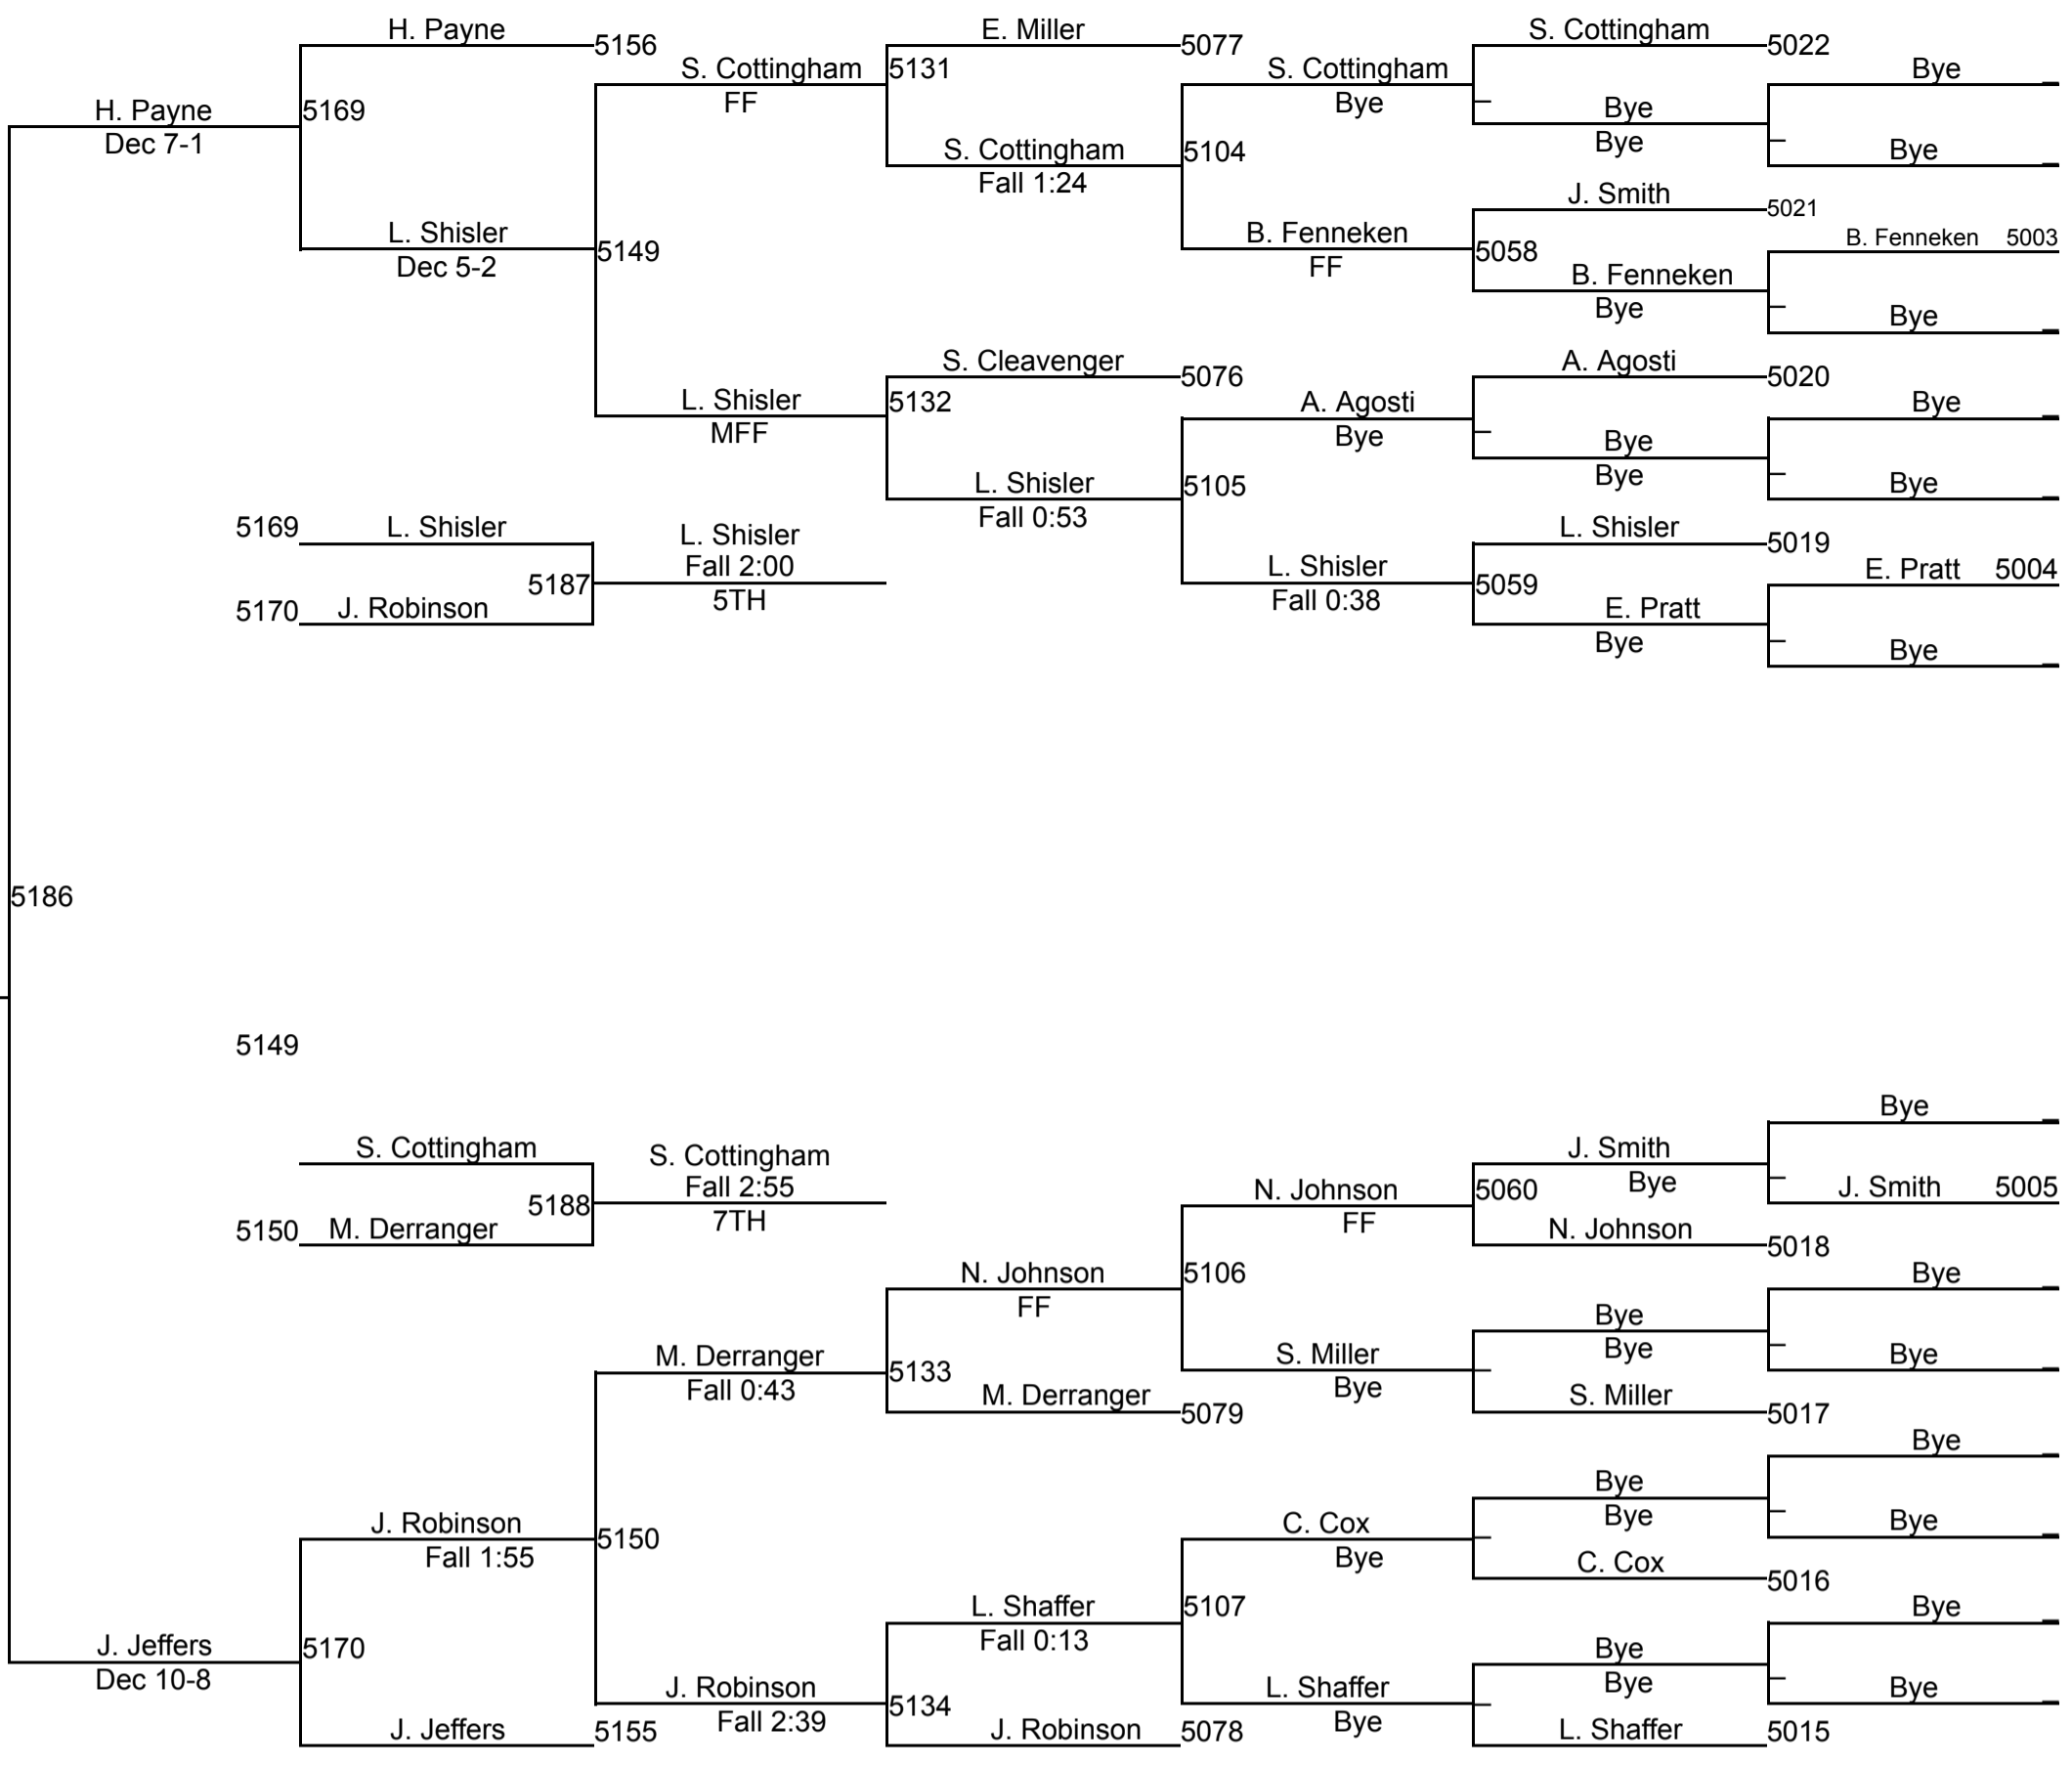 H. Payne
5156
E. Miller
5077
S. Cottingham
5022
S. Cottingham
5131
FF
S. Cottingham
Bye
Bye
H. Payne
5169
Dec 7-1
Bye
Bye
S. Cottingham
5104
Fall 1:24
Bye
J. Smith
5021
L. Shisler
5149
Dec 5-2
B. Fenneken
5058
FF
B. Fenneken 5003
B. Fenneken
Bye
Bye
S. Cleavenger
5076
A. Agosti
5020
L. Shisler
5132
MFF
A. Agosti
Bye
Bye
Bye
Bye
L. Shisler
5105
Fall 0:53
Bye
5169 L. Shisler
L. Shisler
Fall 2:00
5TH
5187
5170 J. Robinson
L. Shisler
5019
L. Shisler
5059
Fall 0:38
E. Pratt 5004
E. Pratt
Bye
Bye
5186
5149
Bye
S. Cottingham
S. Cottingham
Fall 2:55
7TH
5188
5150 M. Derranger
J. Smith
Bye
J. Smith 5005
N. Johnson
5060
FF
N. Johnson
5018
N. Johnson
5106
FF
Bye
Bye
Bye
M. Derranger
5133
Fall 0:43
S. Miller
Bye
Bye
M. Derranger
5079
S. Miller
5017
Bye
Bye
Bye
J. Robinson
5150
Fall 1:55
C. Cox
Bye
Bye
C. Cox
5016
L. Shaffer
5107
Fall 0:13
Bye
J. Jeffers
5170
Dec 10-8
Bye
Bye
J. Robinson
5134
Fall 2:39
L. Shaffer
Bye
Bye
J. Jeffers
5155
J. Robinson
5078
L. Shaffer
5015